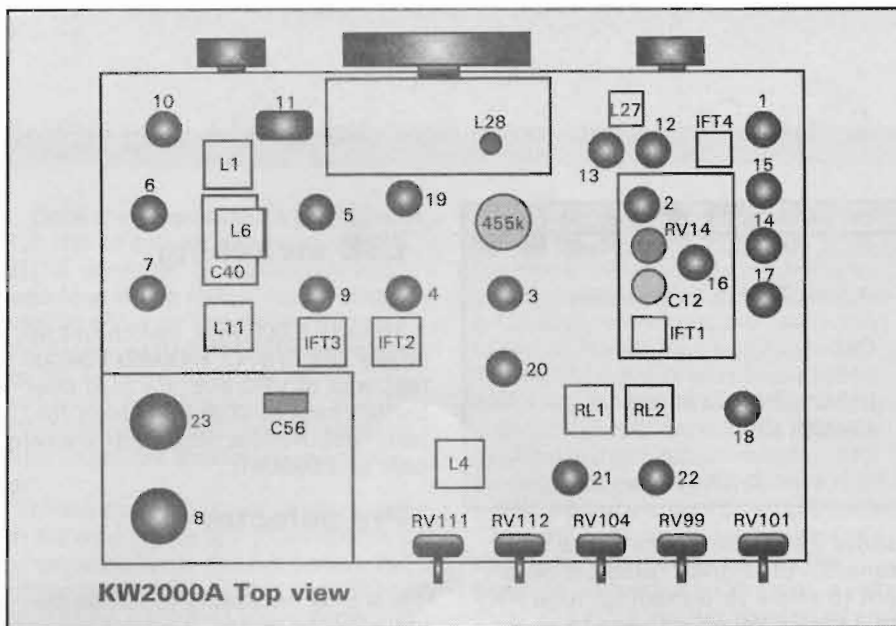 10
11
L28
L27
12
IFT4
1
13
L1
15
6
5
19
455k
2
14
L6
RV14
7
C40
9
4
3
16
17
C12
L11
IFT3
IFT2
IFT1
20
23
C56
RL1
RL2
18
L4
8
21
22
RV111
RV112
RV104
RV99
RV101
KW2000A Top view